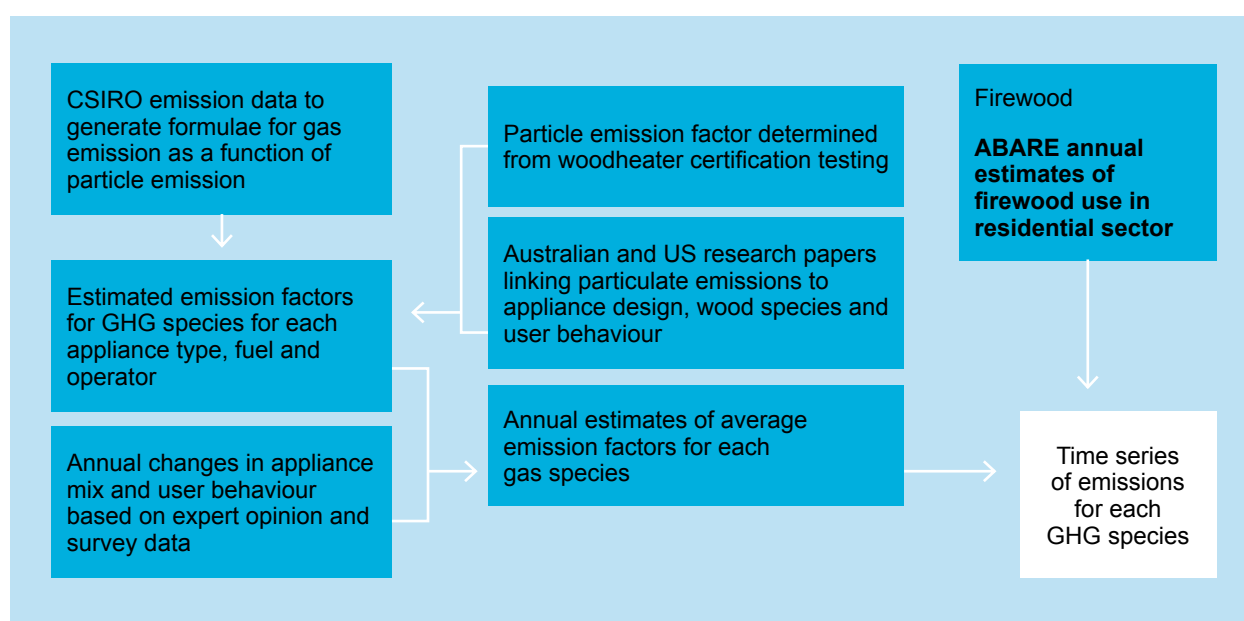 CSIRO emission data to
generate formulae for gas
emission as a function of
particle emission
Estimated emission factors
for GHG species for each
appliance type, fuel and
operator
Annual changes in appliance
mix and user behaviour
based on expert opinion and
survey data
Particle emission factor determined
from woodheater certification testing
Australian and US research papers
linking particulate emissions to
appliance design, wood species and
user behaviour
Annual estimates of average
emission factors for each
gas species
Firewood
ABARE annual
estimates of
firewood use in
residential sector
Time series
of emissions
for each
GHG species